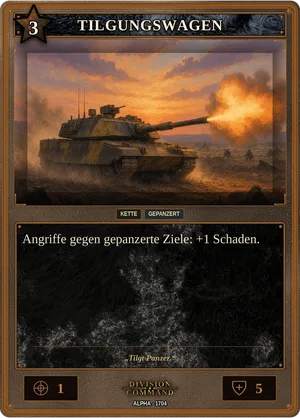 3
TILGUNGSWAGEN
KETTE GEPANZERT
Angriffe gegen gepanzerte Ziele: +1 Schaden.
„Tilgt Panzer.“
1
DIVISION
COMMAND
ALPHA · 1704
5